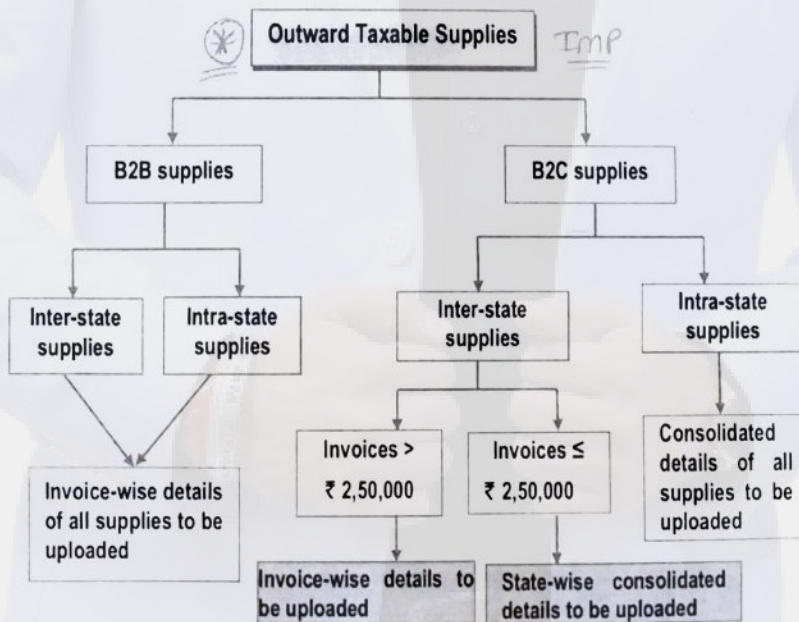 Outward Taxable Supplies
IMP
B2B supplies
B2C supplies
Inter-state
supplies
Intra-state
supplies
Inter-state
supplies
Intra-state
supplies
Invoice-wise details
of all supplies to be
uploaded
Invoices >
₹ 2,50,000
Invoices ≤
₹ 2,50,000
Consolidated
details of all
supplies to be
uploaded
Invoice-wise details to
be uploaded
State-wise consolidated
details to be uploaded